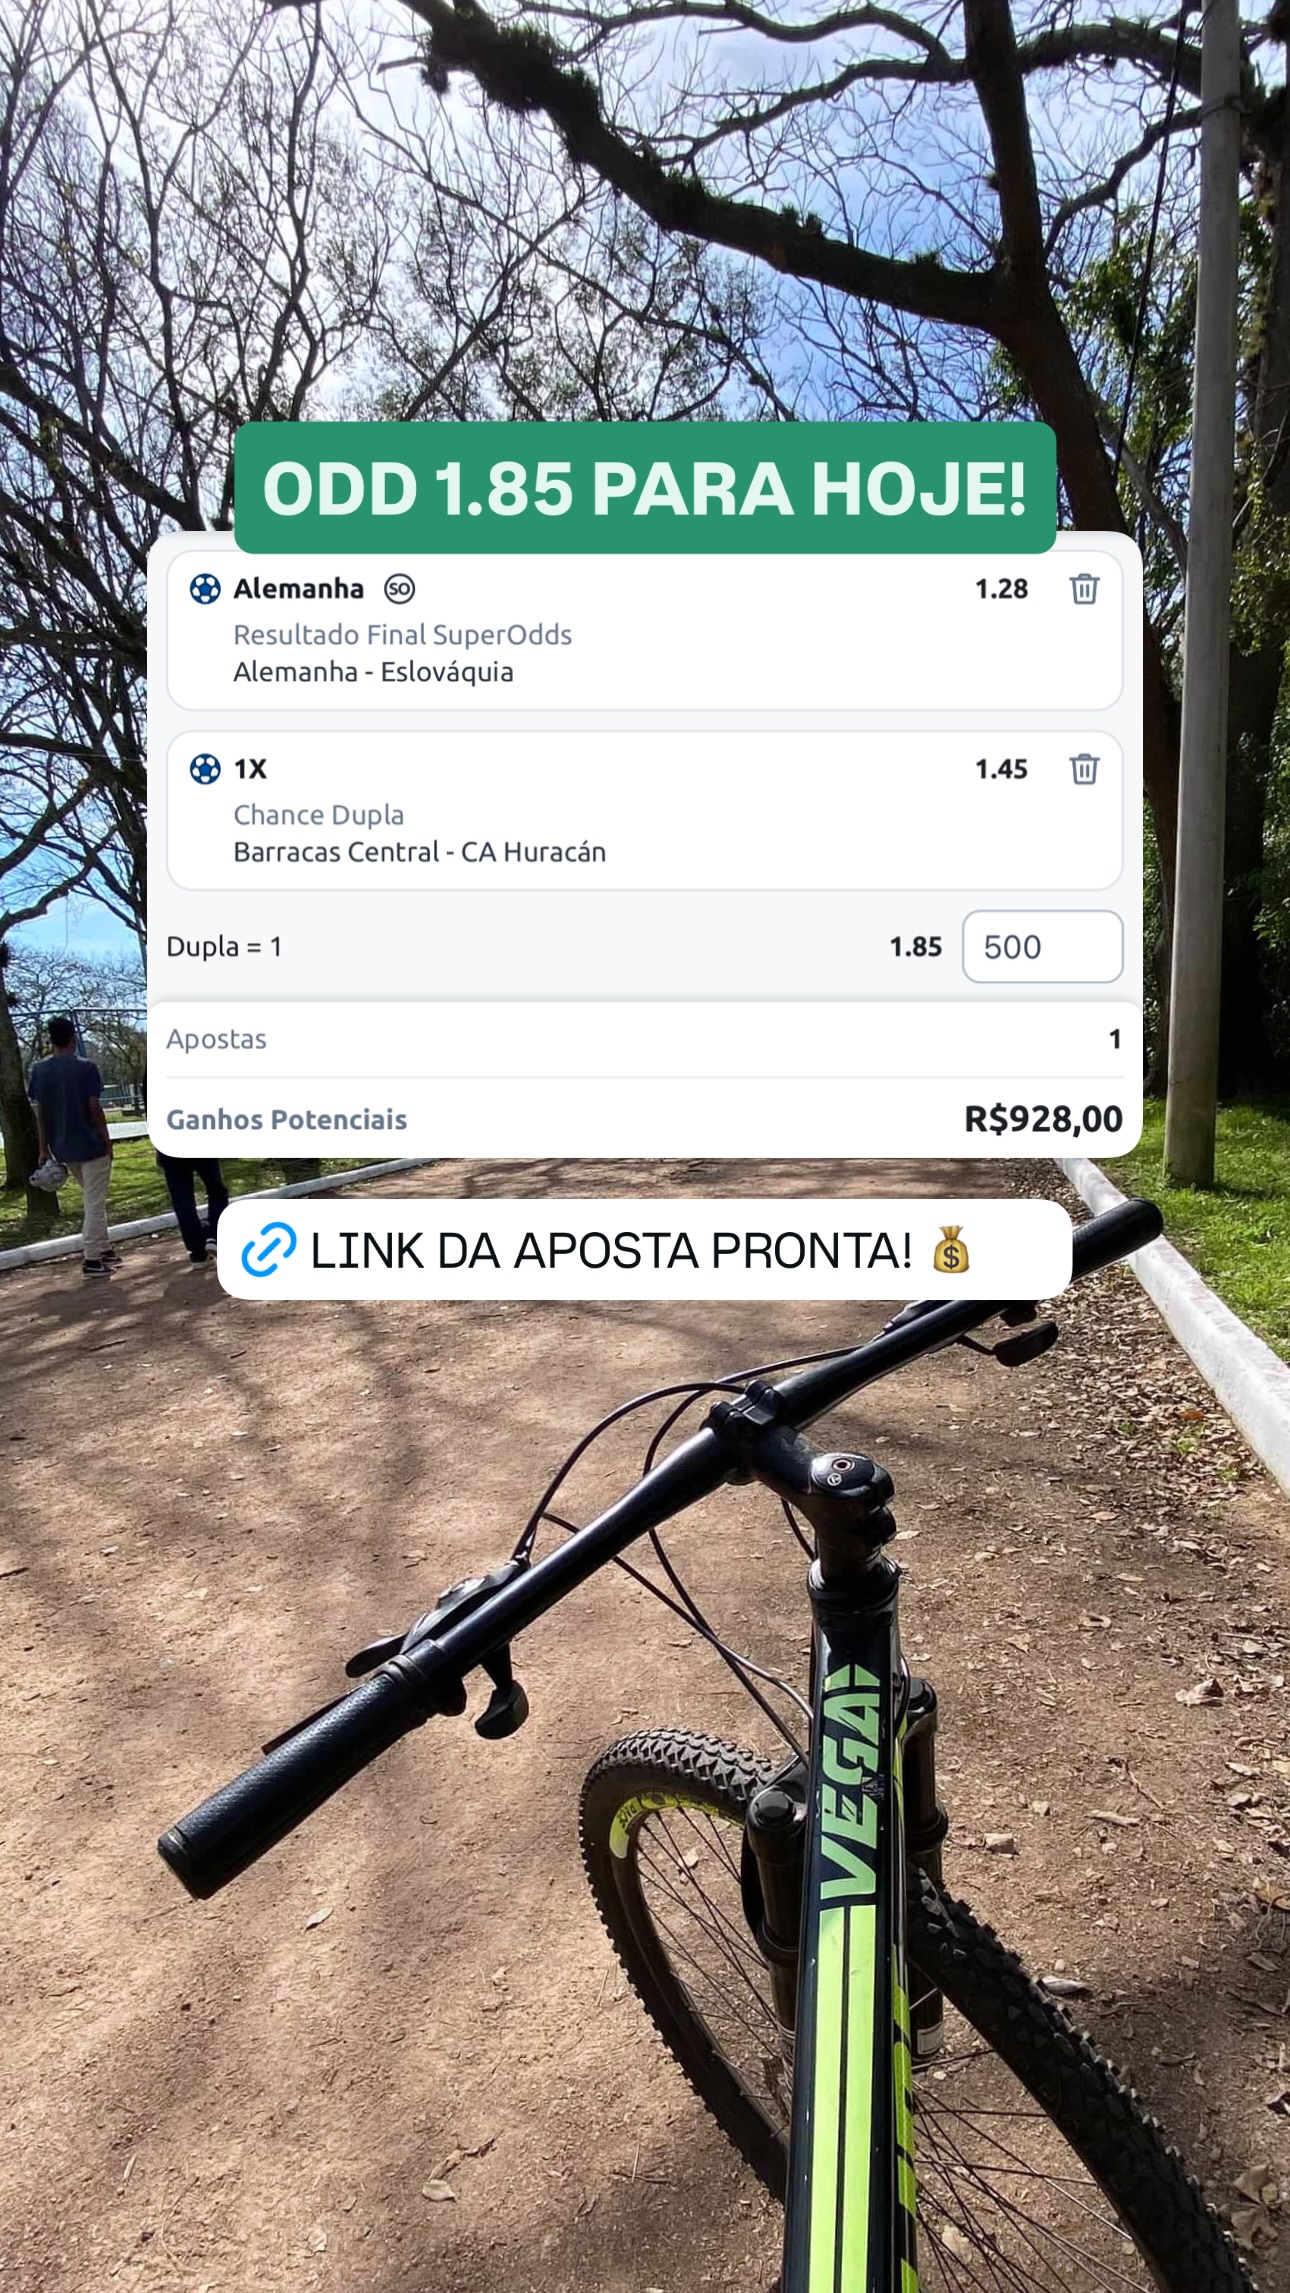 ODD 1.85 PARA HOJE!
Alemanha SO 1.28
Resultado Final SuperOdds
Alemanha - Eslováquia
1X 1.45
Chance Dupla
Barracas Central - CA Huracán
Dupla = 1 1.85 500
Apostas 1
Ganhos Potenciais R$928,00
LINK DA APOSTA PRONTA!
VEGA